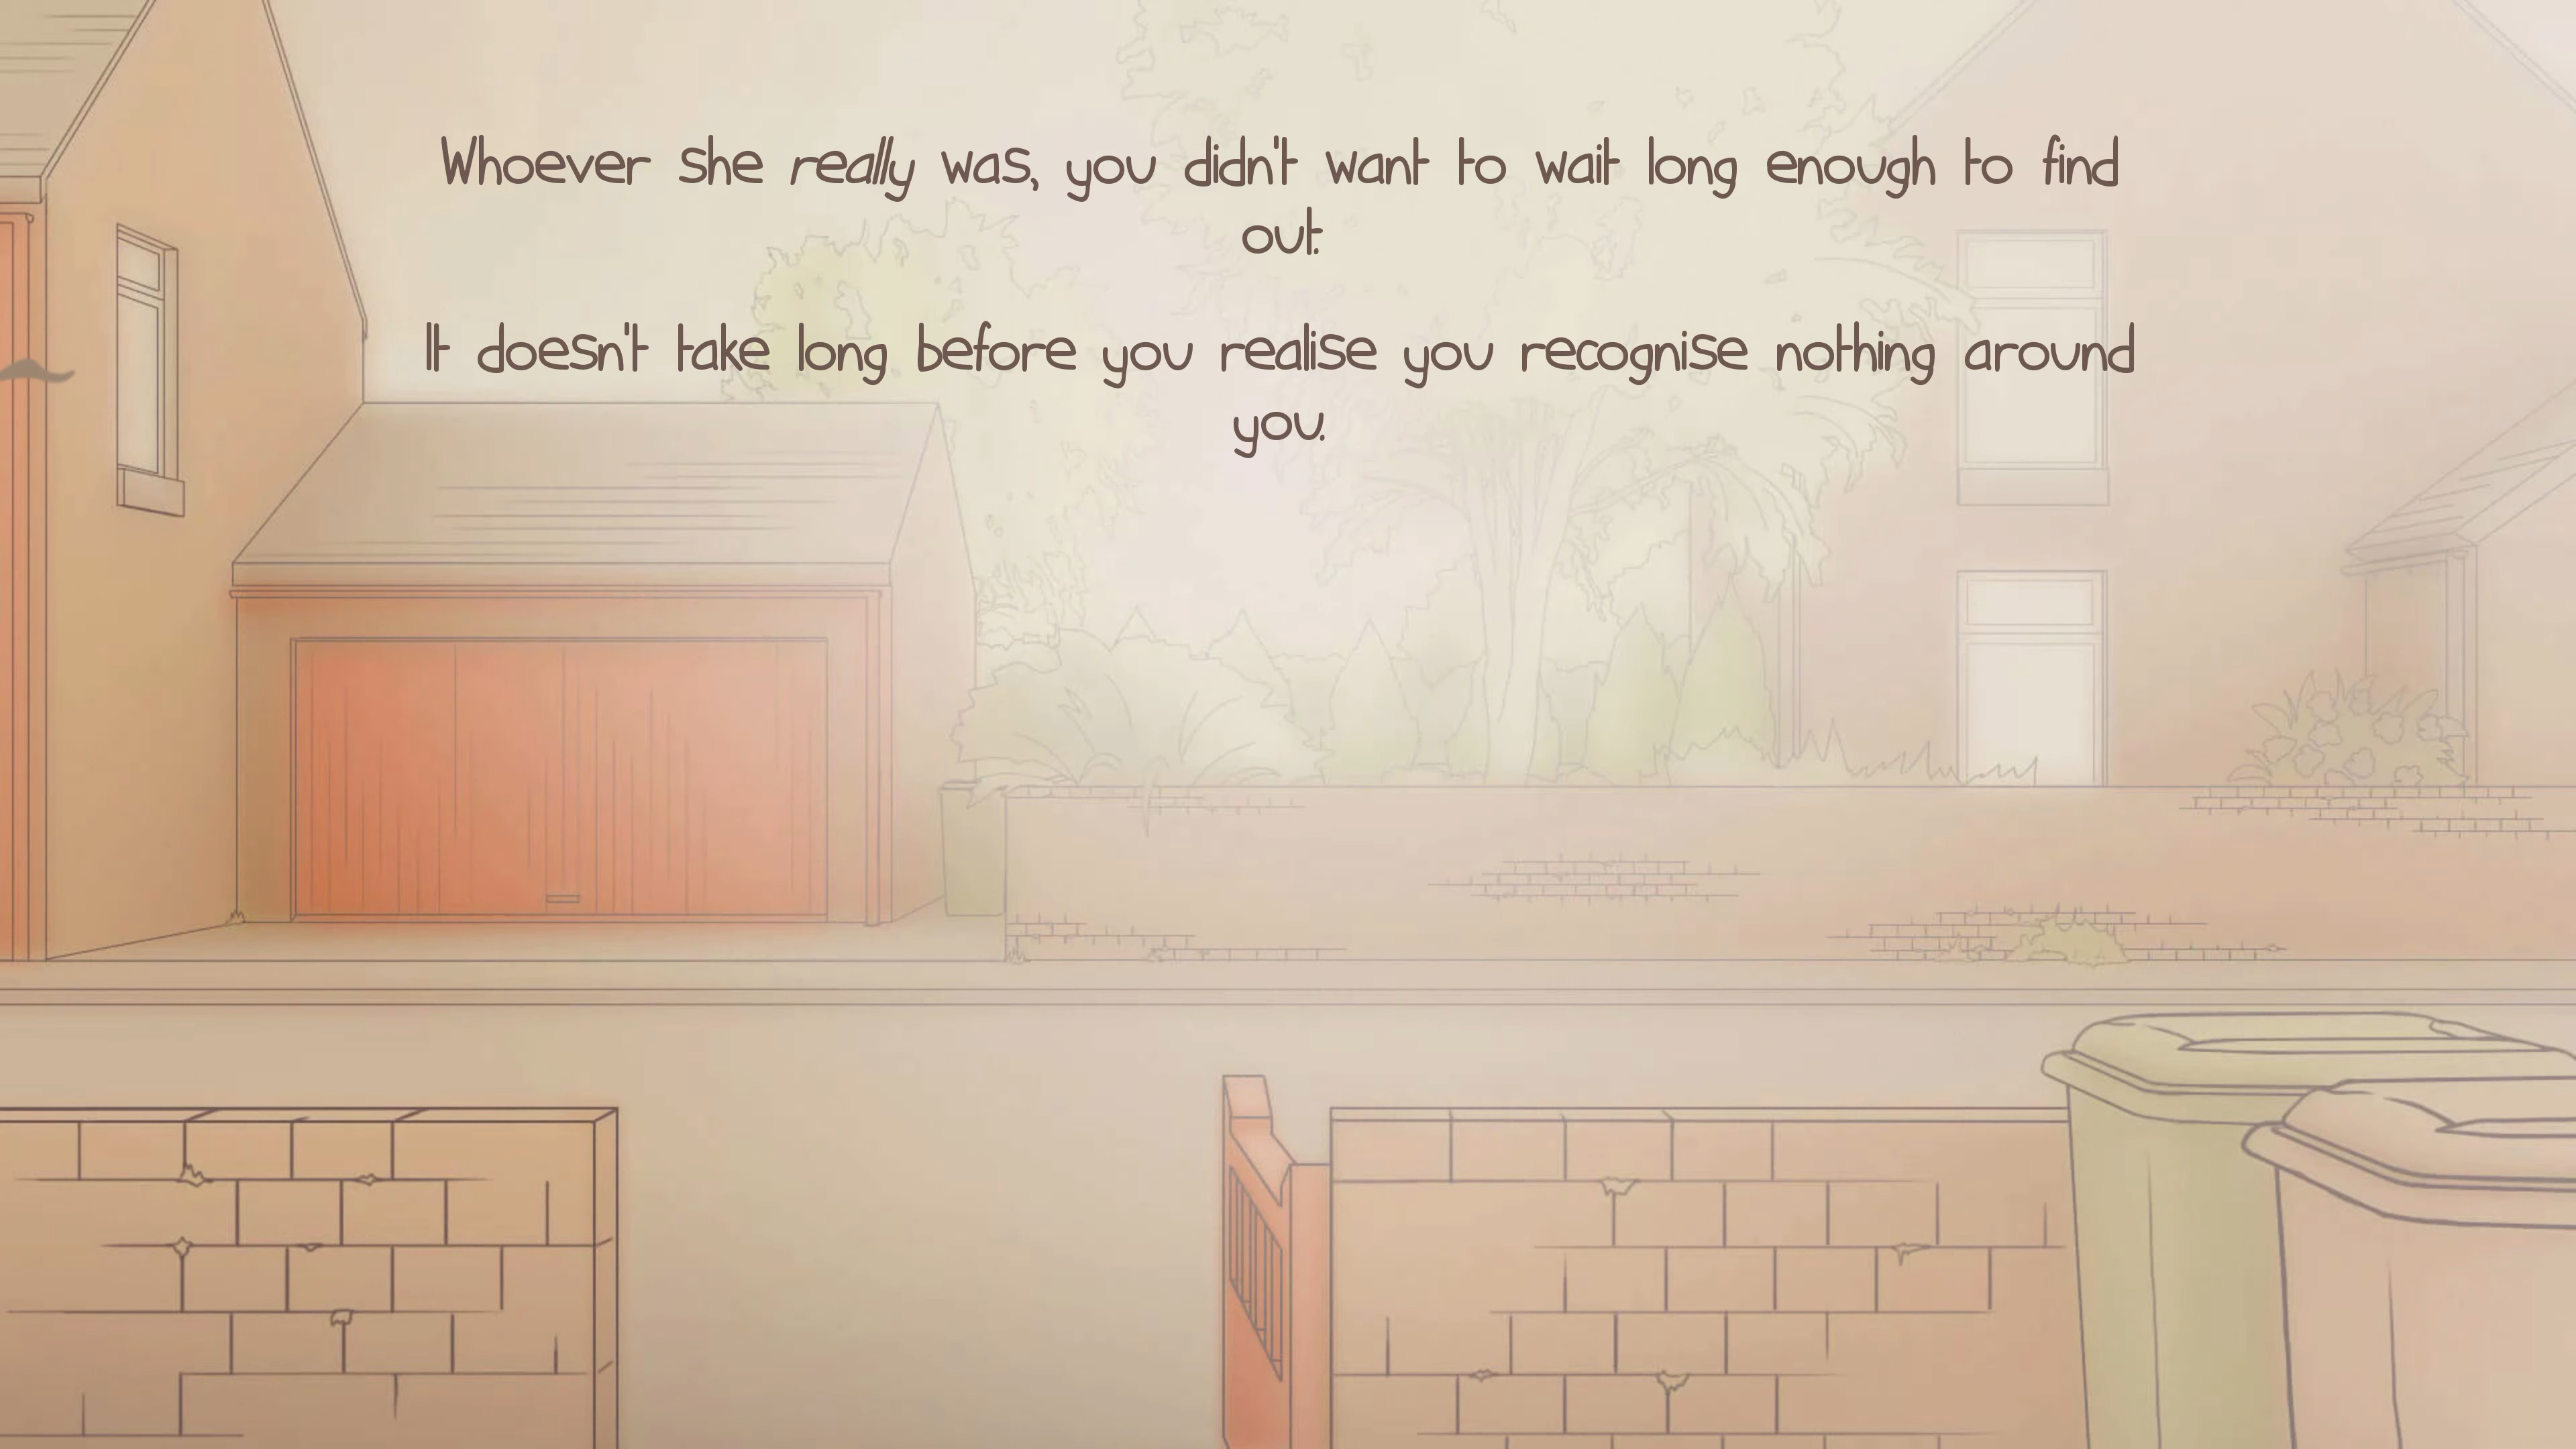 Whoever she really was, you didn't want to wait long enough to find
out.
It doesn't take long before you realise you recognise nothing around
you.